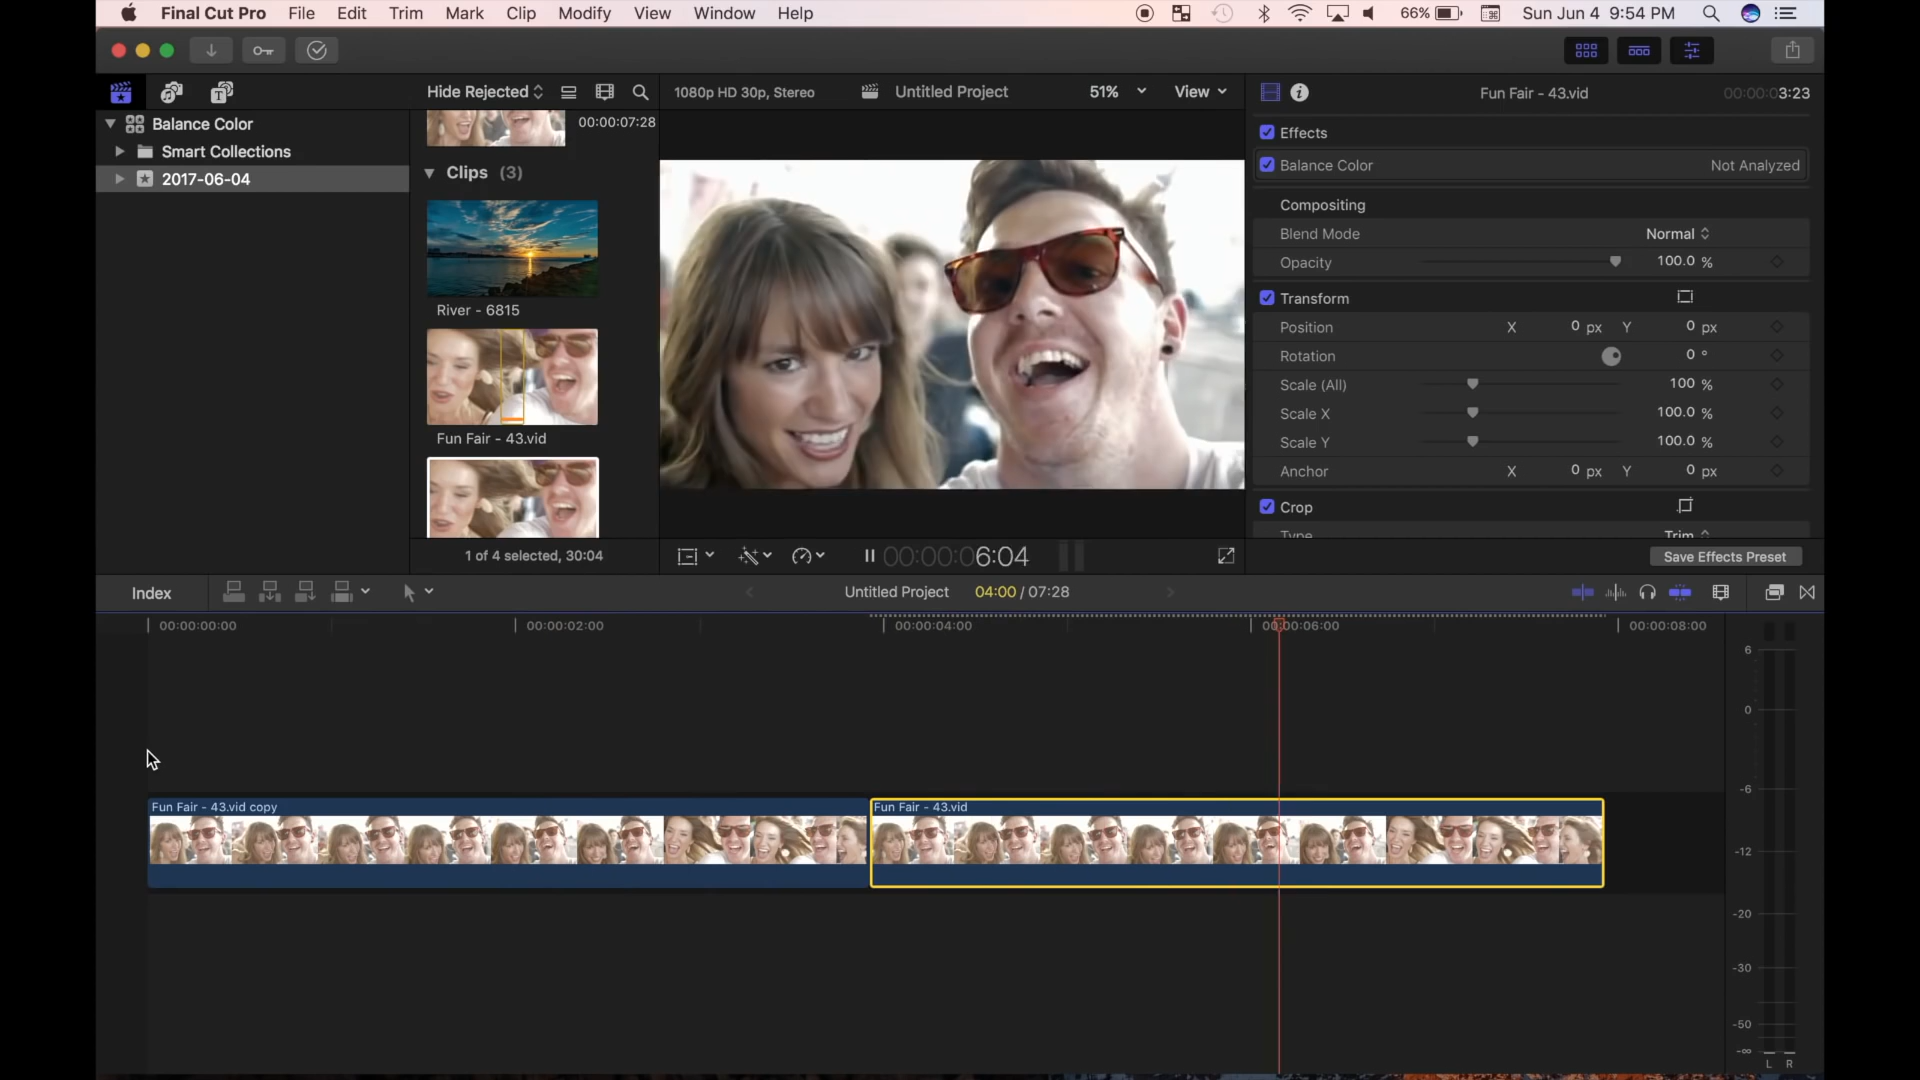 Final Cut Pro File Edit Trim Mark Clip Modify View Window Help 66% Sun Jun 4 9:54 PM
Hide Rejected 1080p HD 30p, Stereo Untitled Project 51% View Fun Fair - 43.vid 00:00:03:23
Balance Color
Smart Collections
2017-06-04
00:00:07:28
Clips (3)
River - 6815
Fun Fair - 43.vid
1 of 4 selected, 30:04
00:00:06:04
Effects
Balance Color Not Analyzed
Compositing
Blend Mode Normal
Opacity 100.0 %
Transform
Position X 0 px Y 0 px
Rotation 0 °
Scale (All) 100 %
Scale X 100.0 %
Scale Y 100.0 %
Anchor X 0 px Y 0 px
Crop
Type Trim
Save Effects Preset
Index Untitled Project 04:00 / 07:28
00:00:00:00 00:00:02:00 00:00:04:00 00:00:06:00 00:00:08:00
Fun Fair - 43.vid copy Fun Fair - 43.vid
6
0
-6
-12
-20
-30
-50
-∞
L R